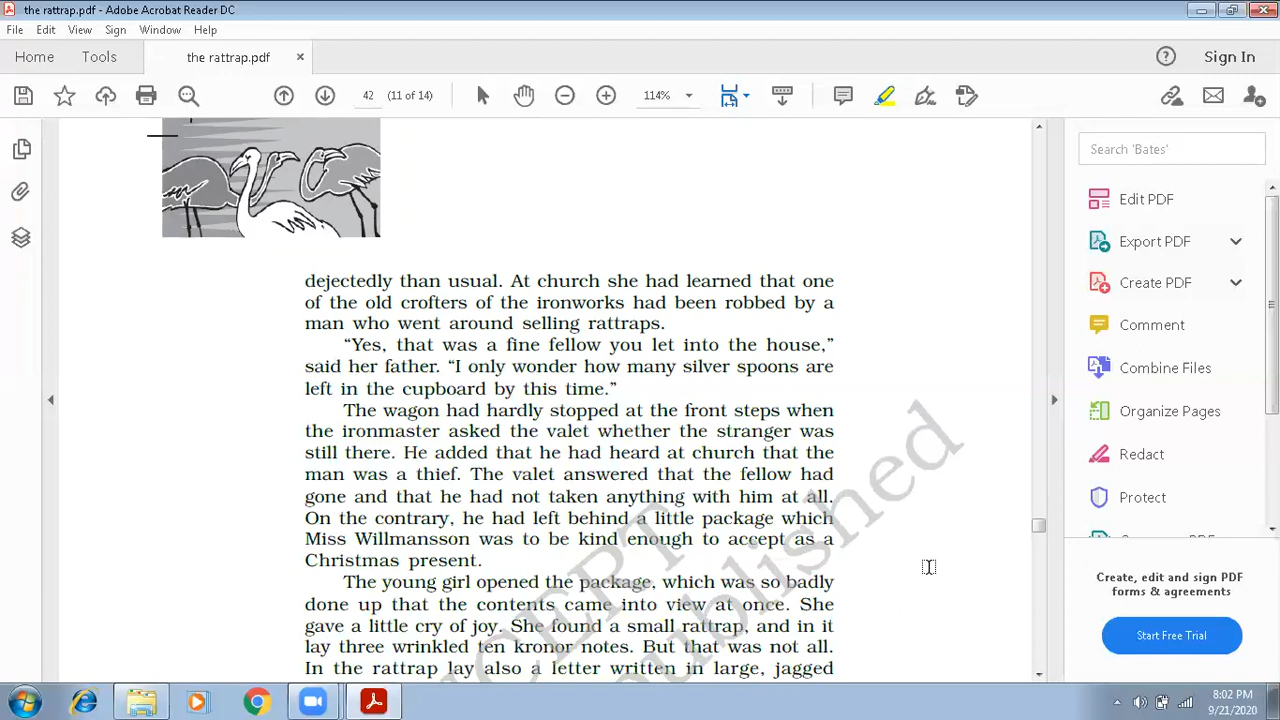 the rattrap.pdf - Adobe Acrobat Reader DC
File Edit View Sign Window Help
Home Tools the rattrap.pdf × Sign In
42 (11 of 14) 114%
dejectedly than usual. At church she had learned that one
of the old crofters of the ironworks had been robbed by a
man who went around selling rattraps.
“Yes, that was a fine fellow you let into the house,”
said her father. “I only wonder how many silver spoons are
left in the cupboard by this time.”
The wagon had hardly stopped at the front steps when
the ironmaster asked the valet whether the stranger was
still there. He added that he had heard at church that the
man was a thief. The valet answered that the fellow had
gone and that he had not taken anything with him at all.
On the contrary, he had left behind a little package which
Miss Willmansson was to be kind enough to accept as a
Christmas present.
The young girl opened the package, which was so badly
done up that the contents came into view at once. She
gave a little cry of joy. She found a small rattrap, and in it
lay three wrinkled ten kronor notes. But that was not all.
In the rattrap lay also a letter written in large, jagged
Search 'Bates'
Edit PDF
Export PDF
Create PDF
Comment
Combine Files
Organize Pages
Redact
Protect
Create, edit and sign PDF
forms & agreements
Start Free Trial
8:02 PM
9/21/2020